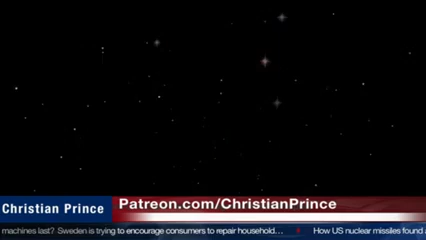 Christian Prince
Patreon.com/ChristianPrince
machines last? Sweden is trying to encourage consumers to repair household… How US nuclear missiles found a